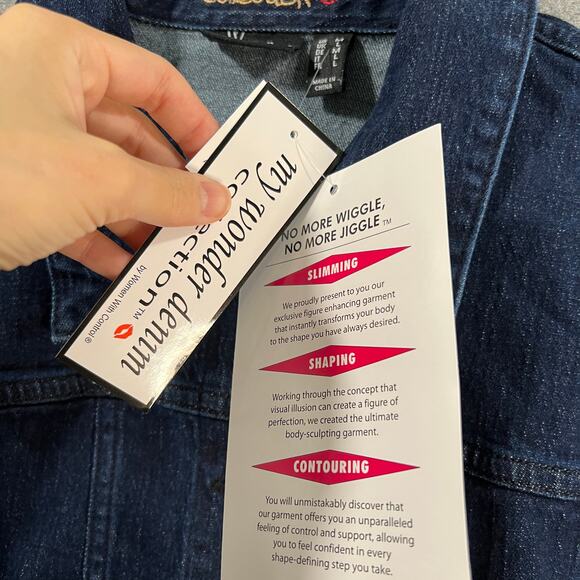 MADE IN
CHINA
my wonder denim
by Women With Control®
NO MORE WIGGLE,
NO MORE JIGGLE TM
SLIMMING
We proudly present to you our
exclusive figure enhancing garment
that instantly transforms your body
to the shape you have always desired.
SHAPING
Working through the concept that
visual illusion can create a figure of
perfection, we created the ultimate
body-sculpting garment.
CONTOURING
You will unmistakably discover that
our garment offers you an unparalleled
feeling of control and support, allowing
you to feel confident in every
shape-defining step you take.